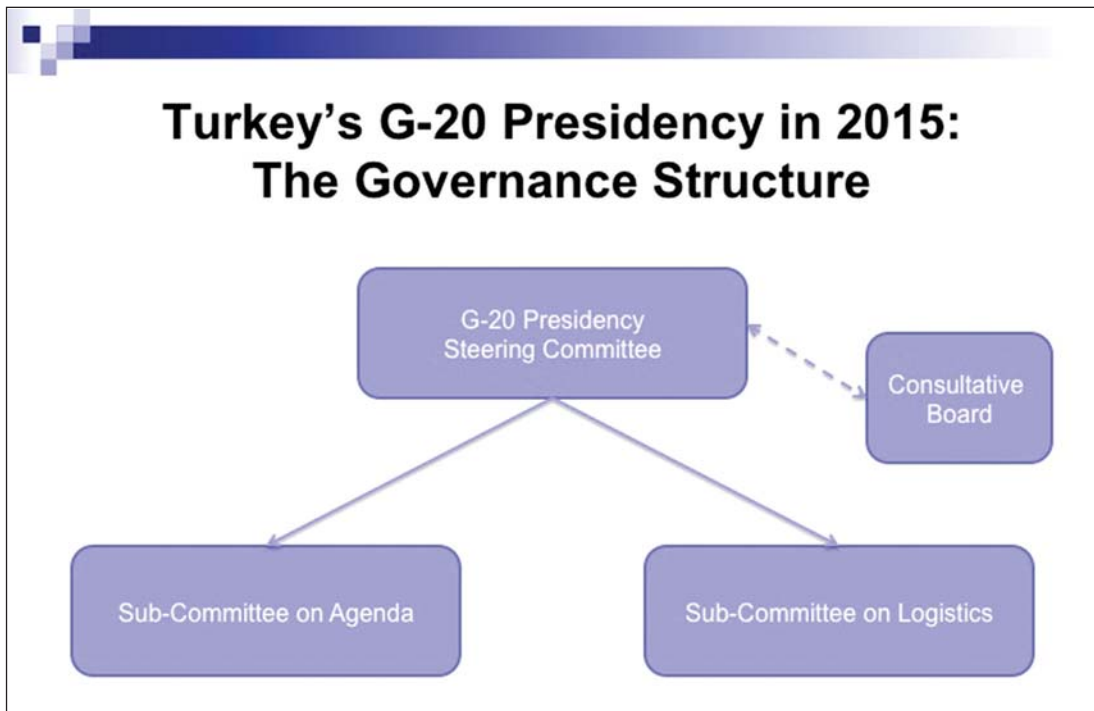 Turkey’s G-20 Presidency in 2015:
The Governance Structure
G-20 Presidency
Steering Committee
Consultative
Board
Sub-Committee on Agenda
Sub-Committee on Logistics